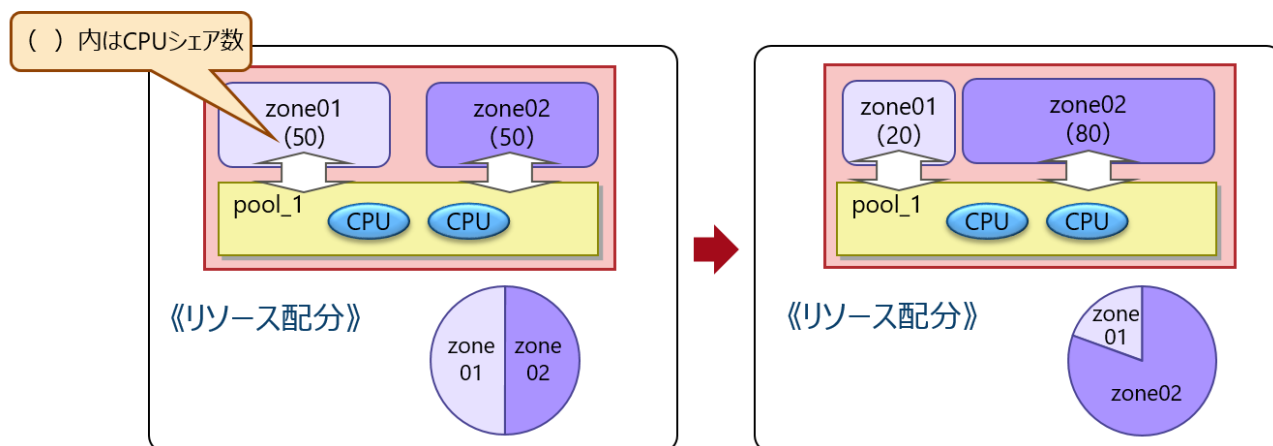 ( ) 内はCPUシェア数
zone01
(50)
zone02
(50)
pool_1
CPU
CPU
《リソース配分》
zone
01
zone
02
zone01
(20)
zone02
(80)
pool_1
CPU
CPU
《リソース配分》
zone
01
zone02